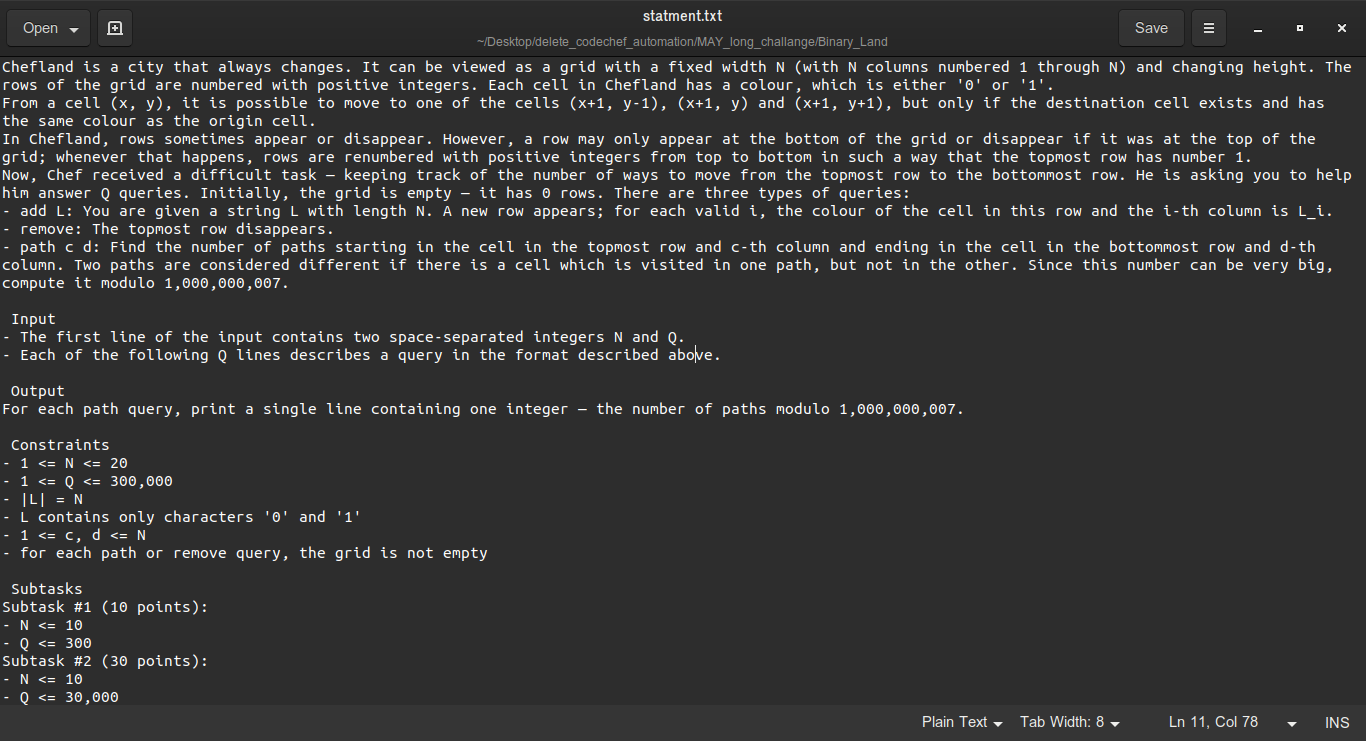 Open
statment.txt
~/Desktop/delete_codechef_automation/MAY_long_challange/Binary_Land
Save
Chefland is a city that always changes. It can be viewed as a grid with a fixed width N (with N columns numbered 1 through N) and changing height. The
rows of the grid are numbered with positive integers. Each cell in Chefland has a colour, which is either '0' or '1'.
From a cell (x, y), it is possible to move to one of the cells (x+1, y-1), (x+1, y) and (x+1, y+1), but only if the destination cell exists and has
the same colour as the origin cell.
In Chefland, rows sometimes appear or disappear. However, a row may only appear at the bottom of the grid or disappear if it was at the top of the
grid; whenever that happens, rows are renumbered with positive integers from top to bottom in such a way that the topmost row has number 1.
Now, Chef received a difficult task — keeping track of the number of ways to move from the topmost row to the bottommost row. He is asking you to help
him answer Q queries. Initially, the grid is empty — it has 0 rows. There are three types of queries:
- add L: You are given a string L with length N. A new row appears; for each valid i, the colour of the cell in this row and the i-th column is L_i.
- remove: The topmost row disappears.
- path c d: Find the number of paths starting in the cell in the topmost row and c-th column and ending in the cell in the bottommost row and d-th
column. Two paths are considered different if there is a cell which is visited in one path, but not in the other. Since this number can be very big,
compute it modulo 1,000,000,007.
Input
- The first line of the input contains two space-separated integers N and Q.
- Each of the following Q lines describes a query in the format described above.
Output
For each path query, print a single line containing one integer — the number of paths modulo 1,000,000,007.
Constraints
- 1 <= N <= 20
- 1 <= Q <= 300,000
- |L| = N
- L contains only characters '0' and '1'
- 1 <= c, d <= N
- for each path or remove query, the grid is not empty
Subtasks
Subtask #1 (10 points):
- N <= 10
- Q <= 300
Subtask #2 (30 points):
- N <= 10
- Q <= 30,000
Plain Text
Tab Width: 8
Ln 11, Col 78
INS